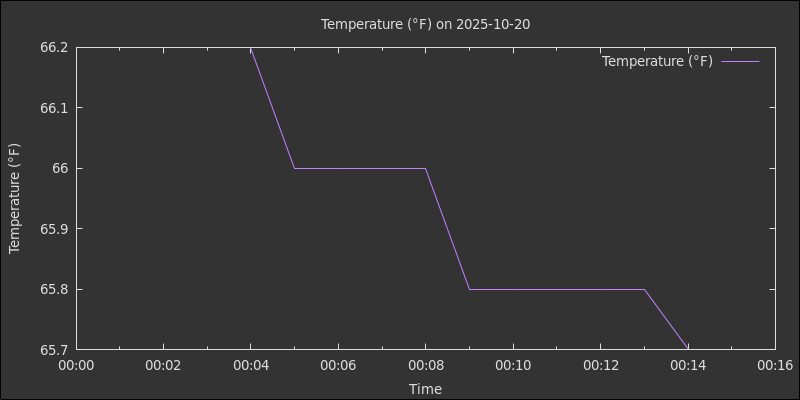 Temperature (°F) on 2025-10-20
Temperature (°F)
66.2
66.1
66
65.9
65.8
65.7
Temperature (°F)
00:00 00:02 00:04 00:06 00:08 00:10 00:12 00:14 00:16
Time